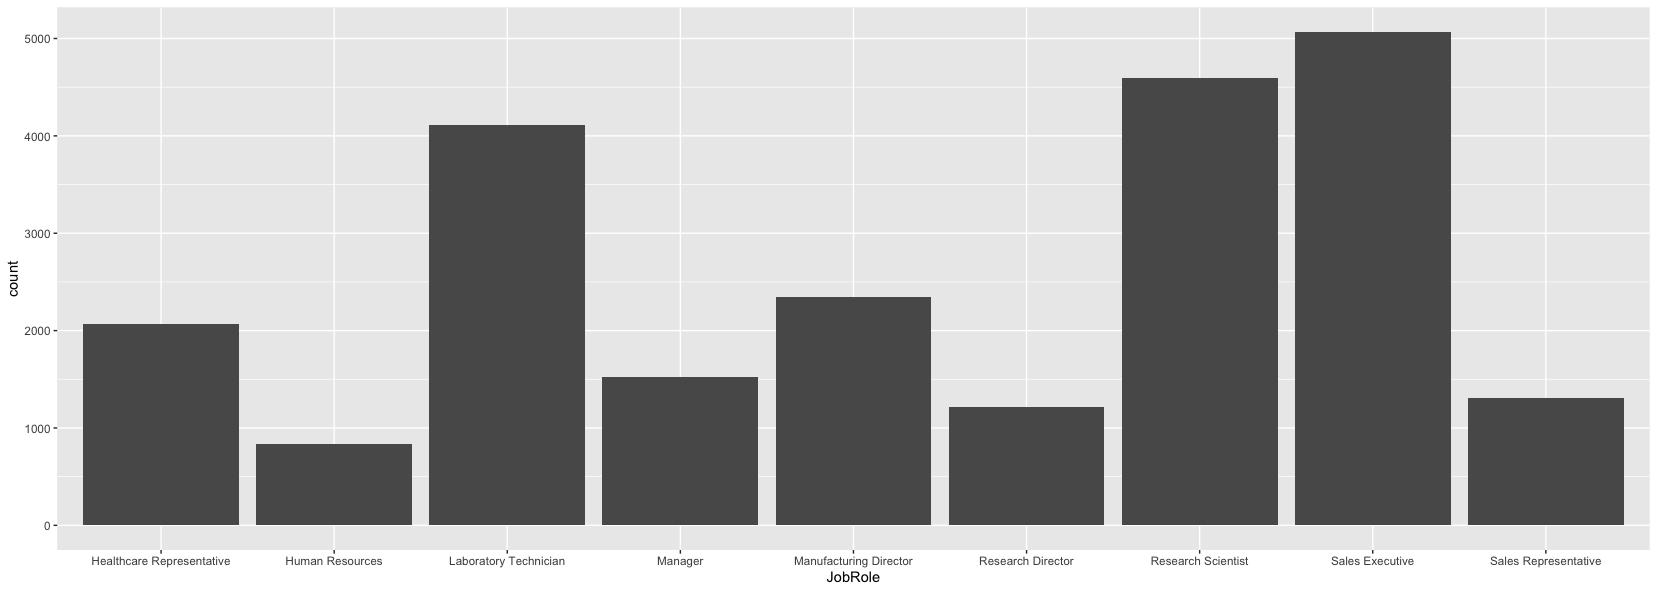 5000
4000
3000
2000
1000
0
count
Healthcare Representative
Human Resources
Laboratory Technician
Manager
Manufacturing Director
Research Director
Research Scientist
Sales Executive
Sales Representative
JobRole